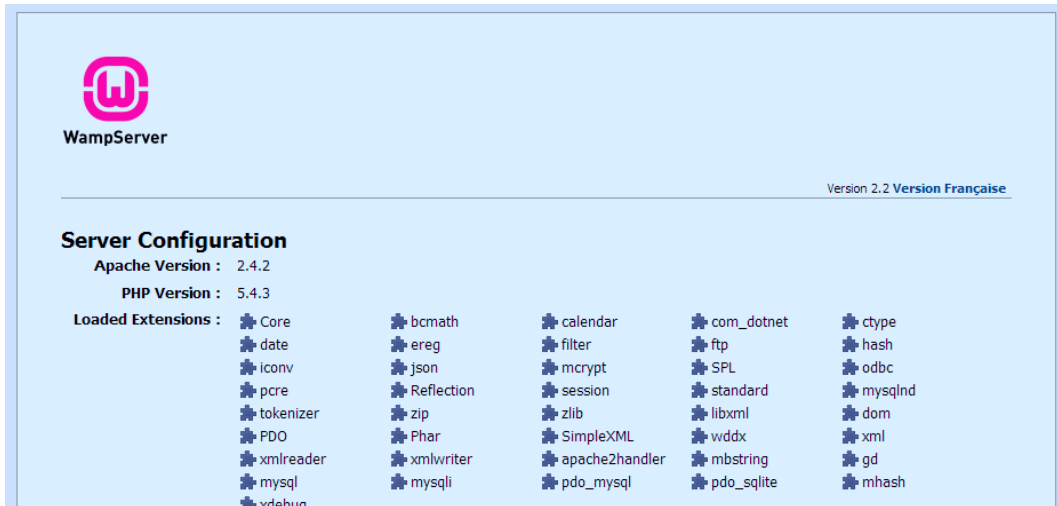 W
WampServer
Version 2.2 Version Française
Server Configuration
Apache Version : 2.4.2
PHP Version : 5.4.3
Loaded Extensions : Core bcmath calendar com_dotnet ctype
date ereg filter ftp hash
iconv json mcrypt SPL odbc
pcre Reflection session standard mysqlnd
tokenizer zip zlib libxml dom
PDO Phar SimpleXML wddx xml
xmlreader xmlwriter apache2handler mbstring gd
mysql mysqli pdo_mysql pdo_sqlite mhash
xdebug